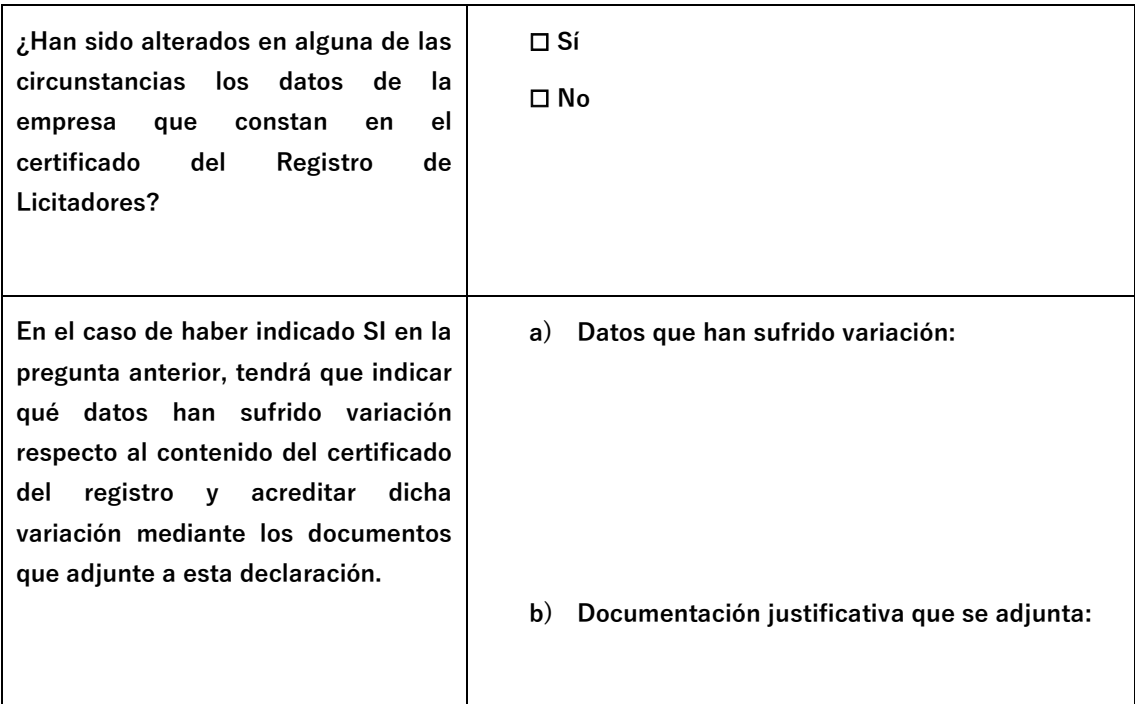 ¿Han sido alterados en alguna de las
circunstancias los datos de la
empresa que constan en el
certificado del Registro de
Licitadores?
☐ Sí
☐ No
En el caso de haber indicado SI en la
pregunta anterior, tendrá que indicar
qué datos han sufrido variación
respecto al contenido del certificado
del registro y acreditar dicha
variación mediante los documentos
que adjunte a esta declaración.
a) Datos que han sufrido variación:
b) Documentación justificativa que se adjunta: